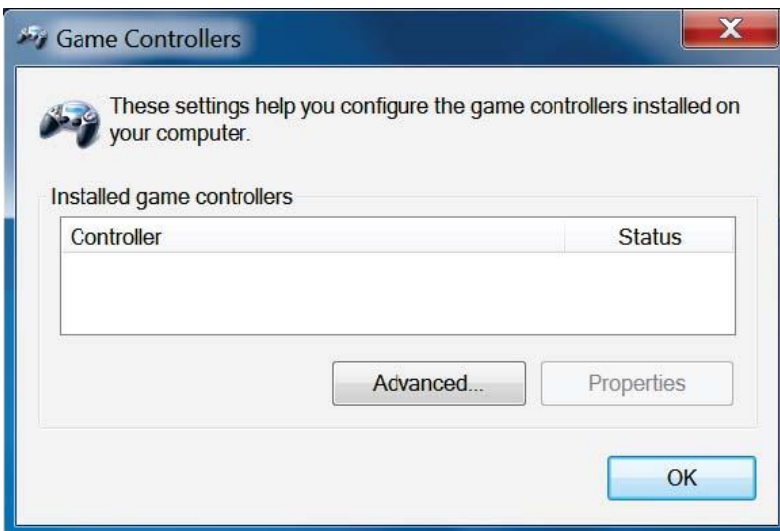 Game Controllers
These settings help you configure the game controllers installed on
your computer.
Installed game controllers
Controller Status
Advanced... Properties
OK